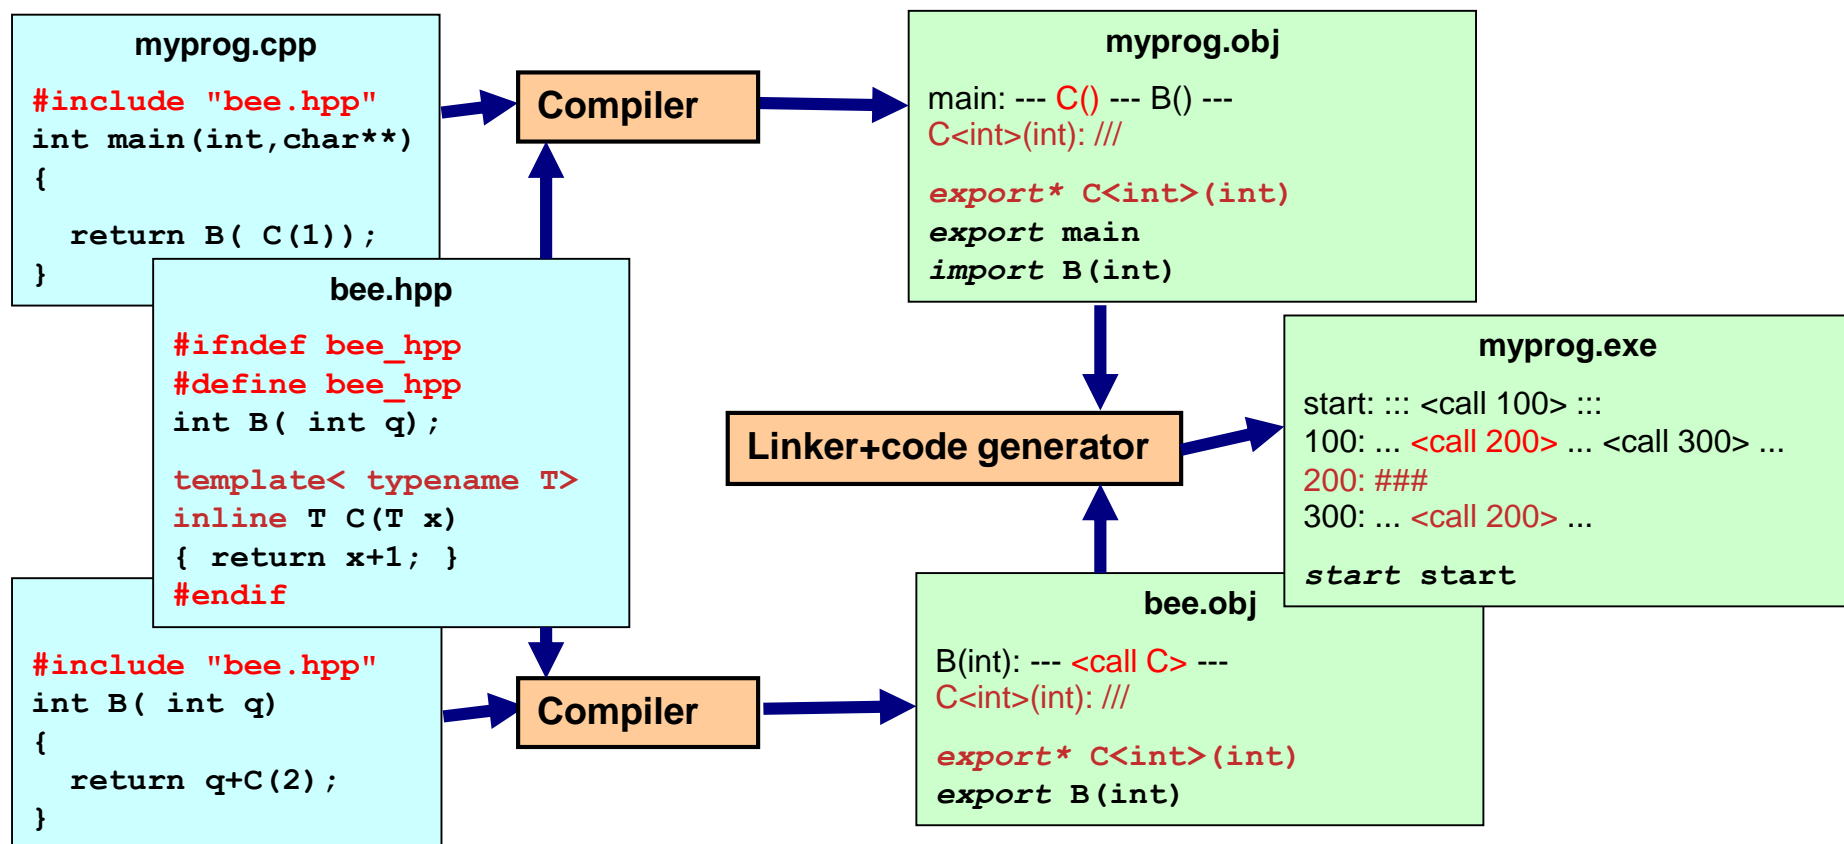 myprog.cpp
#include "bee.hpp"
int main(int,char**)
{
return B( C(1));
}
bee.hpp
#ifndef bee_hpp
#define bee_hpp
int B( int q);
template< typename T>
inline T C(T x)
{ return x+1; }
#endif
#include "bee.hpp"
int B( int q)
{
return q+C(2);
}
Compiler
Compiler
myprog.obj
main: --- C() --- B() ---
C<int>(int): ///
export* C<int>(int)
export main
import B(int)
Linker+code generator
bee.obj
B(int): --- <call C> ---
C<int>(int): ///
export* C<int>(int)
export B(int)
myprog.exe
start: ::: <call 100> :::
100: ... <call 200> ... <call 300> ...
200: ###
300: ... <call 200> ...
start start